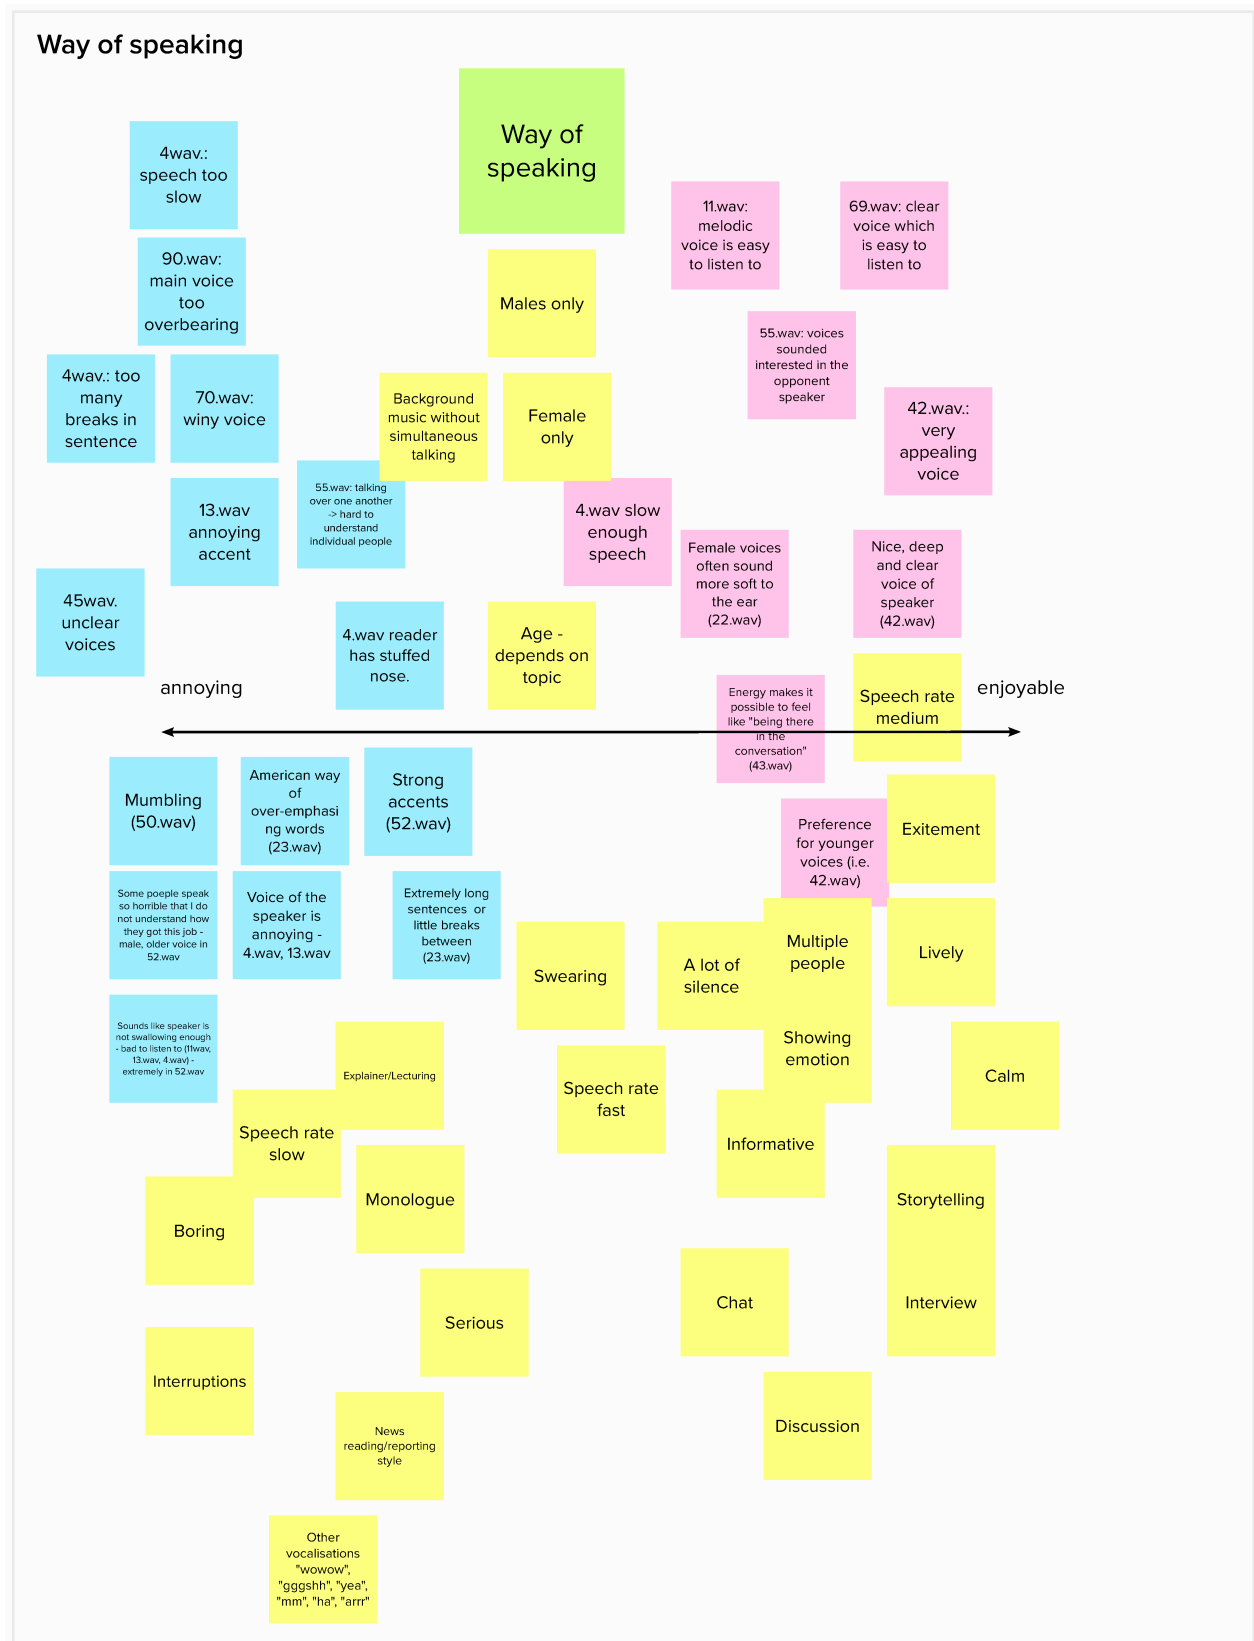 Way of speaking
Way of
speaking
4wav.:
speech too
slow
11.wav:
melodic
voice is easy
to listen to
69.wav: clear
voice which
is easy to
listen to
90.wav:
main voice
too
overbearing
Males only
55.wav: voices
sounded
interested in the
opponent
speaker
4wav.: too
many
breaks in
sentence
70.wav:
winy voice
Background
music without
simultaneous
talking
Female
only
42.wav.:
very
appealing
voice
13.wav
annoying
accent
55.wav: talking
over one another
-> hard to
understand
individual people
4.wav slow
enough
speech
Female voices
often sound
more soft to
the ear
(22.wav)
Nice, deep
and clear
voice of
speaker
(42.wav)
45wav.
unclear
voices
4.wav reader
has stuffed
nose.
Age -
depends on
topic
annoying
Energy makes it
possible to feel
like "being there
in the
conversation"
(43.wav)
Speech rate
medium
enjoyable
Mumbling
(50.wav)
American way
of
over-emphasi
ng words
(23.wav)
Strong
accents
(52.wav)
Preference
for younger
voices (i.e.
42.wav)
Exitement
Some poeple speak
so horrible that I do
not understand how
they got this job -
male, older voice in
52.wav
Voice of the
speaker is
annoying -
4.wav, 13.wav
Extremely long
sentences or
little breaks
between
(23.wav)
Swearing
A lot of
silence
Multiple
people
Lively
Sounds like speaker is
not swallowing enough
- bad to listen to (11wav,
13.wav, 4.wav) -
extremely in 52.wav
Explainer/Lecturing
Speech rate
fast
Showing
emotion
Calm
Speech rate
slow
Informative
Boring
Monologue
Storytelling
Serious
Chat
Interview
Interruptions
News
reading/reporting
style
Discussion
Other
vocalisations
"wowow",
"gggshh", "yea",
"mm", "ha", "arrr"